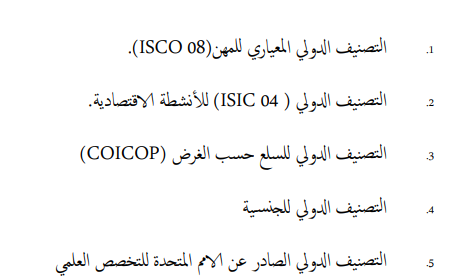 1. التصنيف الدولي المعياري للمهن(ISCO 08).
2. التصنيف الدولي ( ISIC 04) للأنشطة الاقتصادية.
3. التصنيف الدولي للسلع حسب الغرض (COICOP)
4. التصنيف الدولي للجنسية
5. التصنيف الدولي الصادر عن الامم المتحدة للتخصص العلمي